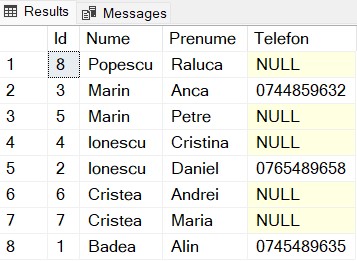 Results Messages
Id Nume Prenume Telefon
1 8 Popescu Raluca NULL
2 3 Marin Anca 0744859632
3 5 Marin Petre NULL
4 4 Ionescu Cristina NULL
5 2 Ionescu Daniel 0765489658
6 6 Cristea Andrei NULL
7 7 Cristea Maria NULL
8 1 Badea Alin 0745489635